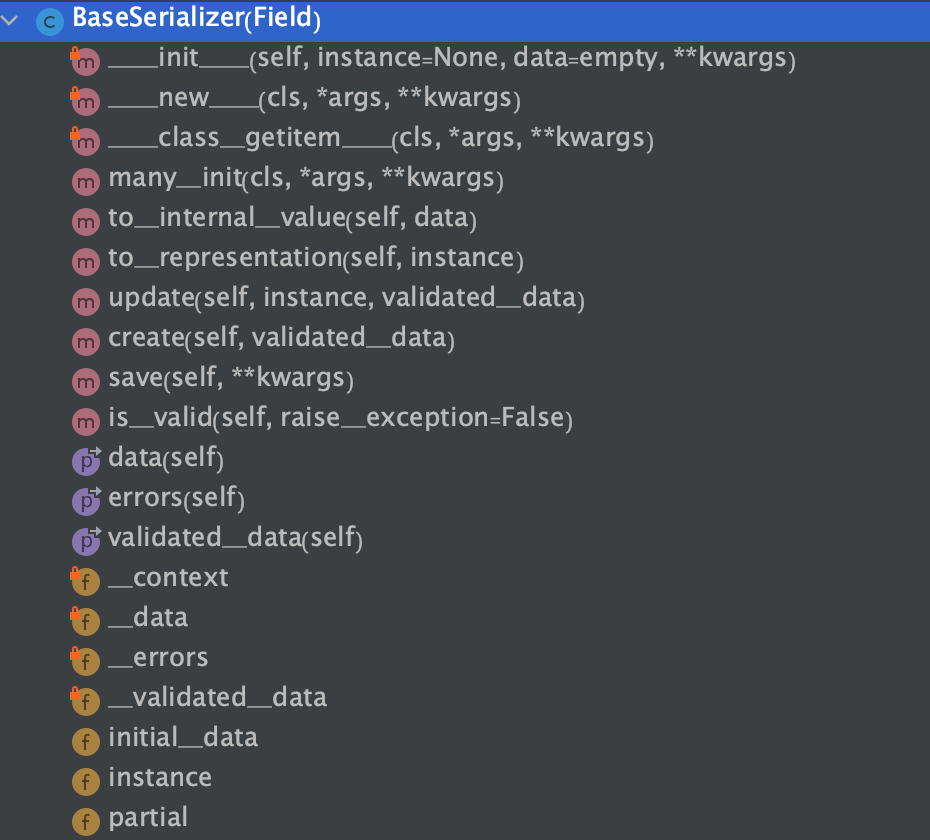 BaseSerializer(Field)
__init__(self, instance=None, data=empty, **kwargs)
__new__(cls, *args, **kwargs)
__class_getitem__(cls, *args, **kwargs)
many_init(cls, *args, **kwargs)
to_internal_value(self, data)
to_representation(self, instance)
update(self, instance, validated_data)
create(self, validated_data)
save(self, **kwargs)
is_valid(self, raise_exception=False)
data(self)
errors(self)
validated_data(self)
_context
_data
_errors
_validated_data
initial_data
instance
partial